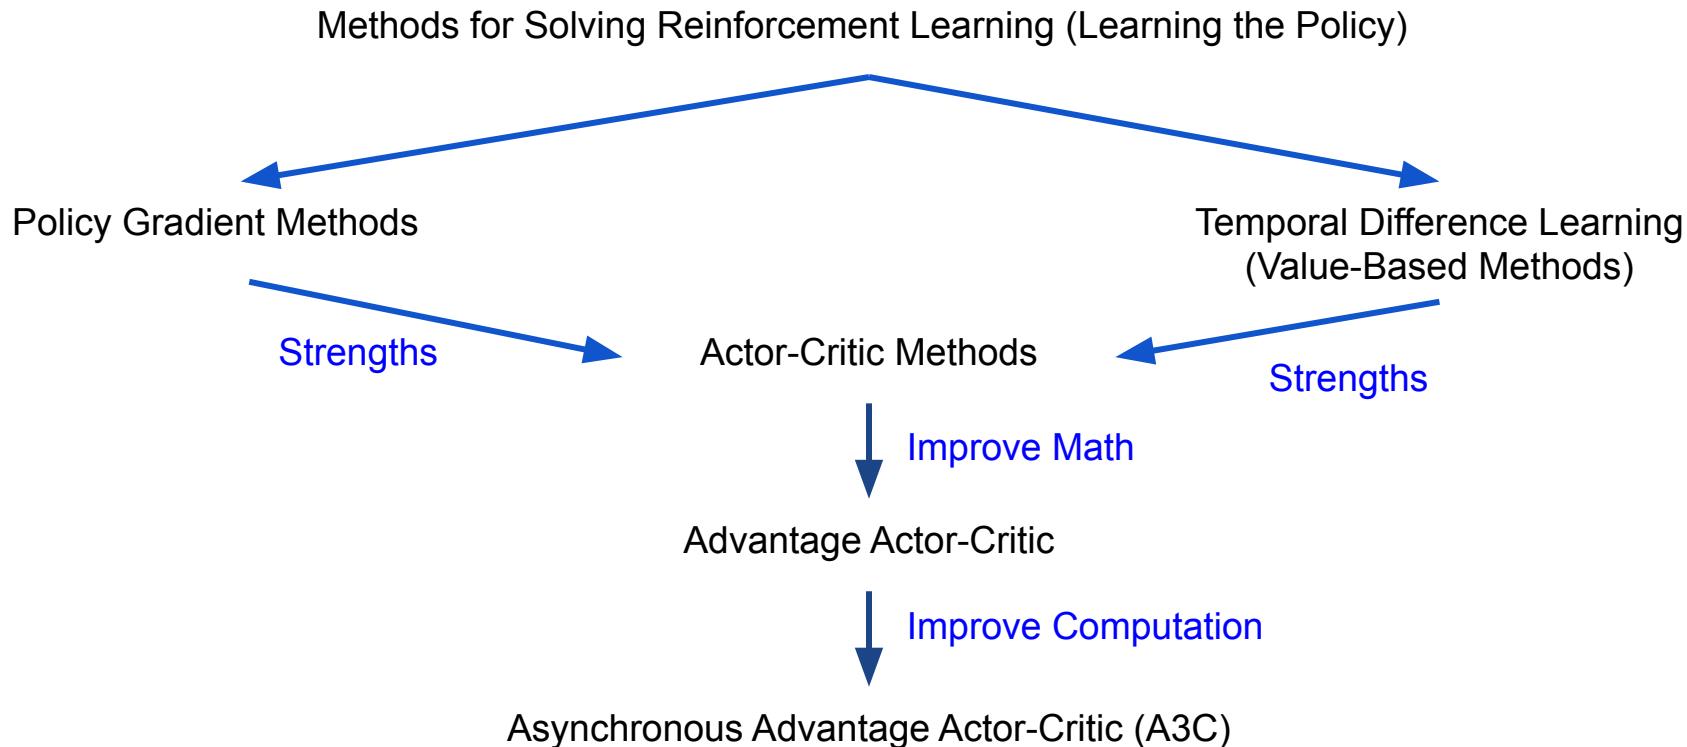 Methods for Solving Reinforcement Learning (Learning the Policy)
Policy Gradient Methods
Temporal Difference Learning
(Value-Based Methods)
Strengths
Actor-Critic Methods
Strengths
Improve Math
Advantage Actor-Critic
Improve Computation
Asynchronous Advantage Actor-Critic (A3C)